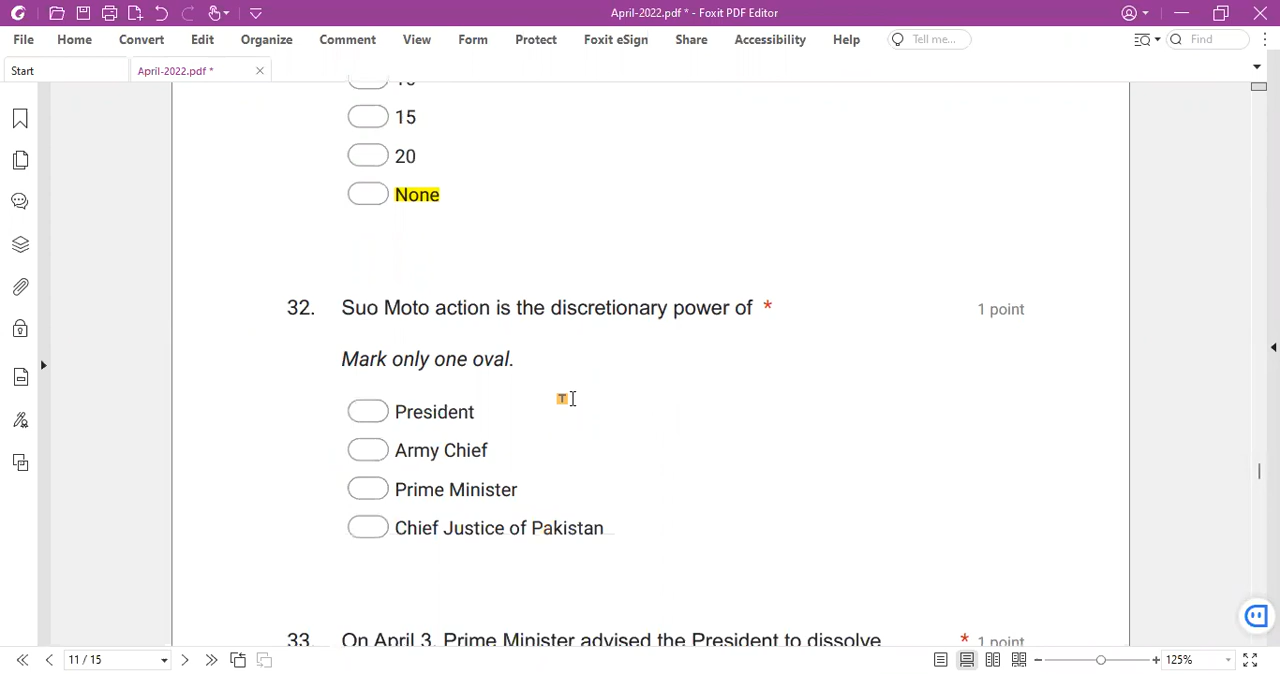 April-2022.pdf * - Foxit PDF Editor
File Home Convert Edit Organize Comment View Form Protect Foxit eSign Share Accessibility Help Tell me... Find
Start April-2022.pdf *
15
20
None
32. Suo Moto action is the discretionary power of * 1 point
Mark only one oval.
T
President
Army Chief
Prime Minister
Chief Justice of Pakistan
33. On April 3, Prime Minister advised the President to dissolve * 1 point
11 / 15 125%